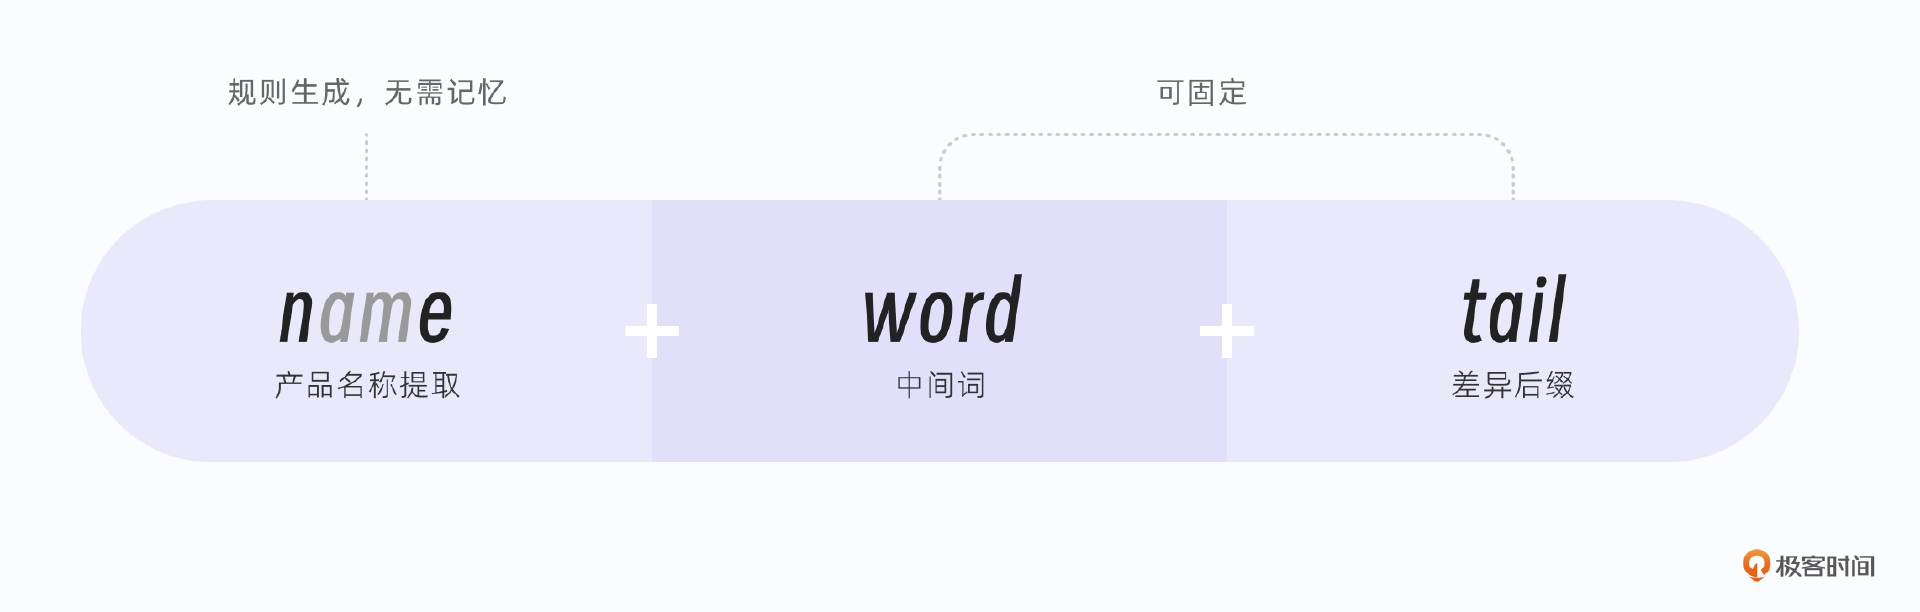 规则生成，无需记忆
可固定
name + word + tail
产品名称提取
中间词
差异后缀
极客时间